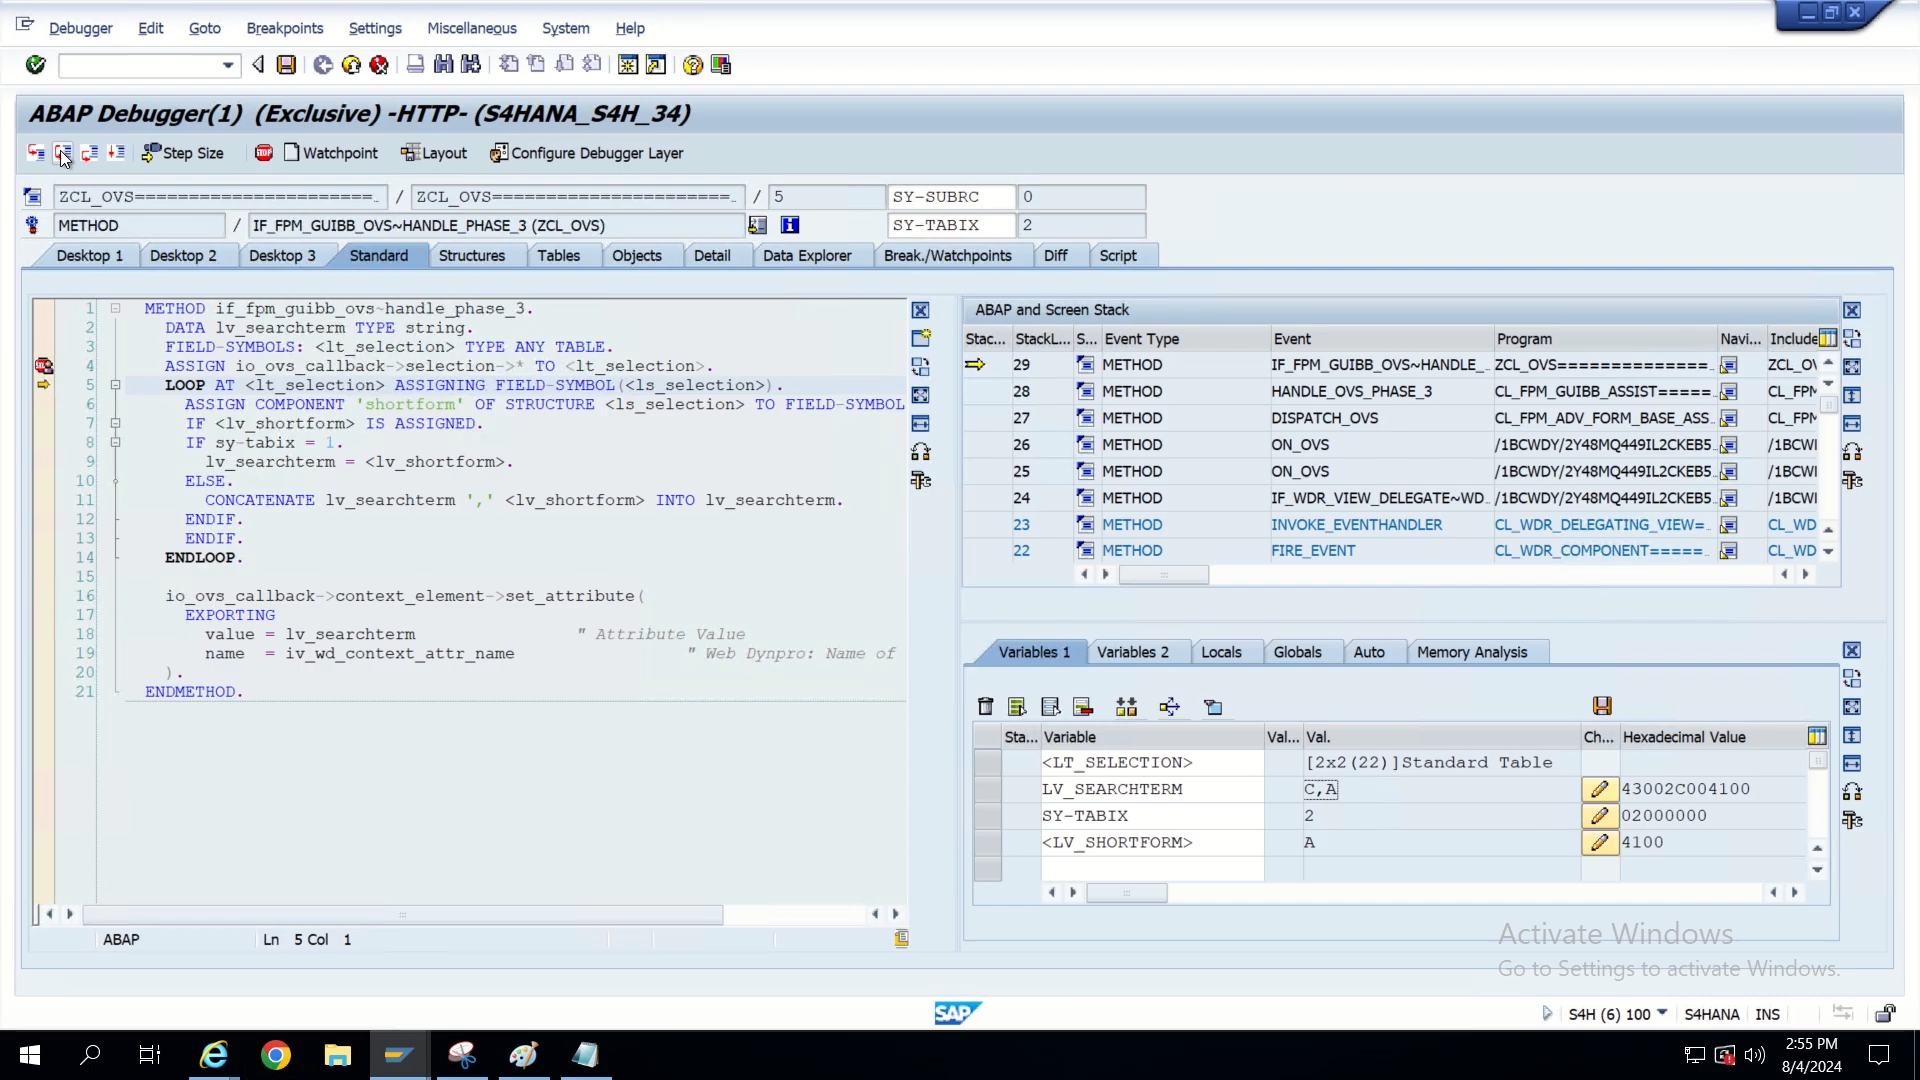 Debugger Edit Goto Breakpoints Settings Miscellaneous System Help
ABAP Debugger(1) (Exclusive) -HTTP- (S4HANA_S4H_34)
Step Size STOP Watchpoint Layout Configure Debugger Layer
ZCL_OVS======================.. / ZCL_OVS======================.. / 5 SY-SUBRC 0
METHOD / IF_FPM_GUIBB_OVS~HANDLE_PHASE_3 (ZCL_OVS) SY-TABIX 2
Desktop 1 Desktop 2 Desktop 3 Standard Structures Tables Objects Detail Data Explorer Break./Watchpoints Diff Script
1 METHOD if_fpm_guibb_ovs~handle_phase_3.
2 DATA lv_searchterm TYPE string.
3 FIELD-SYMBOLS: <lt_selection> TYPE ANY TABLE.
4 ASSIGN io_ovs_callback->selection->* TO <lt_selection>.
5 LOOP AT <lt_selection> ASSIGNING FIELD-SYMBOL(<ls_selection>).
6 ASSIGN COMPONENT 'shortform' OF STRUCTURE <ls_selection> TO FIELD-SYMBOL
7 IF <lv_shortform> IS ASSIGNED.
8 IF sy-tabix = 1.
9 lv_searchterm = <lv_shortform>.
10 ELSE.
11 CONCATENATE lv_searchterm ',' <lv_shortform> INTO lv_searchterm.
12 ENDIF.
13 ENDIF.
14 ENDLOOP.
15
16 io_ovs_callback->context_element->set_attribute(
17 EXPORTING
18 value = lv_searchterm " Attribute Value
19 name = iv_wd_context_attr_name " Web Dynpro: Name of
20 ).
21 ENDMETHOD.
ABAP Ln 5 Col 1
ABAP and Screen Stack
Stac... StackL... S... Event Type Event Program Navi... Include
29 METHOD IF_FPM_GUIBB_OVS~HANDLE_.. ZCL_OVS==============.. ZCL_OV
28 METHOD HANDLE_OVS_PHASE_3 CL_FPM_GUIBB_ASSIST=====.. CL_FPM
27 METHOD DISPATCH_OVS CL_FPM_ADV_FORM_BASE_ASS.. CL_FPM
26 METHOD ON_OVS /1BCWDY/2Y48MQ449IL2CKEB5.. /1BCWI
25 METHOD ON_OVS /1BCWDY/2Y48MQ449IL2CKEB5.. /1BCWI
24 METHOD IF_WDR_VIEW_DELEGATE~WD.. /1BCWDY/2Y48MQ449IL2CKEB5.. /1BCWI
23 METHOD INVOKE_EVENTHANDLER CL_WDR_DELEGATING_VIEW=.. CL_WD
22 METHOD FIRE_EVENT CL_WDR_COMPONENT=====.. CL_WD
Variables 1 Variables 2 Locals Globals Auto Memory Analysis
Sta... Variable Val... Val. Ch... Hexadecimal Value
<LT_SELECTION> [2x2(22)]Standard Table
LV_SEARCHTERM C,A 43002C004100
SY-TABIX 2 02000000
<LV_SHORTFORM> A 4100
Activate Windows
Go to Settings to activate Windows.
SAP
S4H (6) 100 S4HANA INS
2:55 PM
8/4/2024